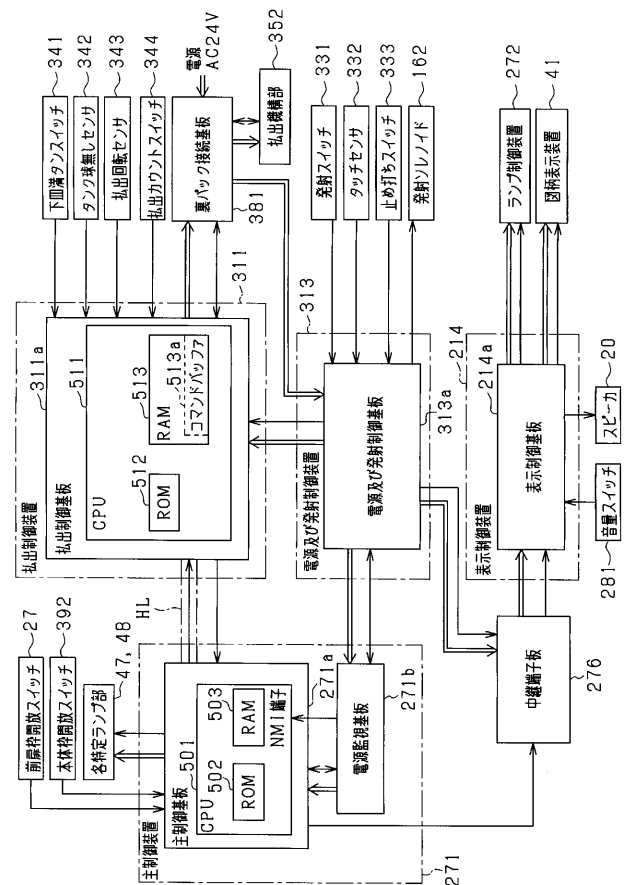 前扉枠開放スイッチ
27
本体枠開放スイッチ
392
各特定ランプ部
47, 48
主制御装置
主制御基板
501
CPU
502
ROM
503
RAM
NMI端子
271a
電源監視基板
271b
271
HL
払出制御装置
払出制御基板
311a
CPU
511
ROM
512
RAM
513
513a
コマンドバッファ
311
下皿満タンスイッチ
341
タンク球無しセンサ
342
払出回転センサ
343
払出カウントスイッチ
344
裏パック接続基板
381
電源
AC24V
払出機構部
352
電源及び発射制御装置
電源及び発射制御基板
313
313a
発射スイッチ
331
タッチセンサ
332
止め打ちスイッチ
333
発射ソレノイド
162
中継端子板
276
表示制御装置
表示制御基板
214
214a
音量スイッチ
281
スピーカ
20
ランプ制御装置
272
図柄表示装置
41